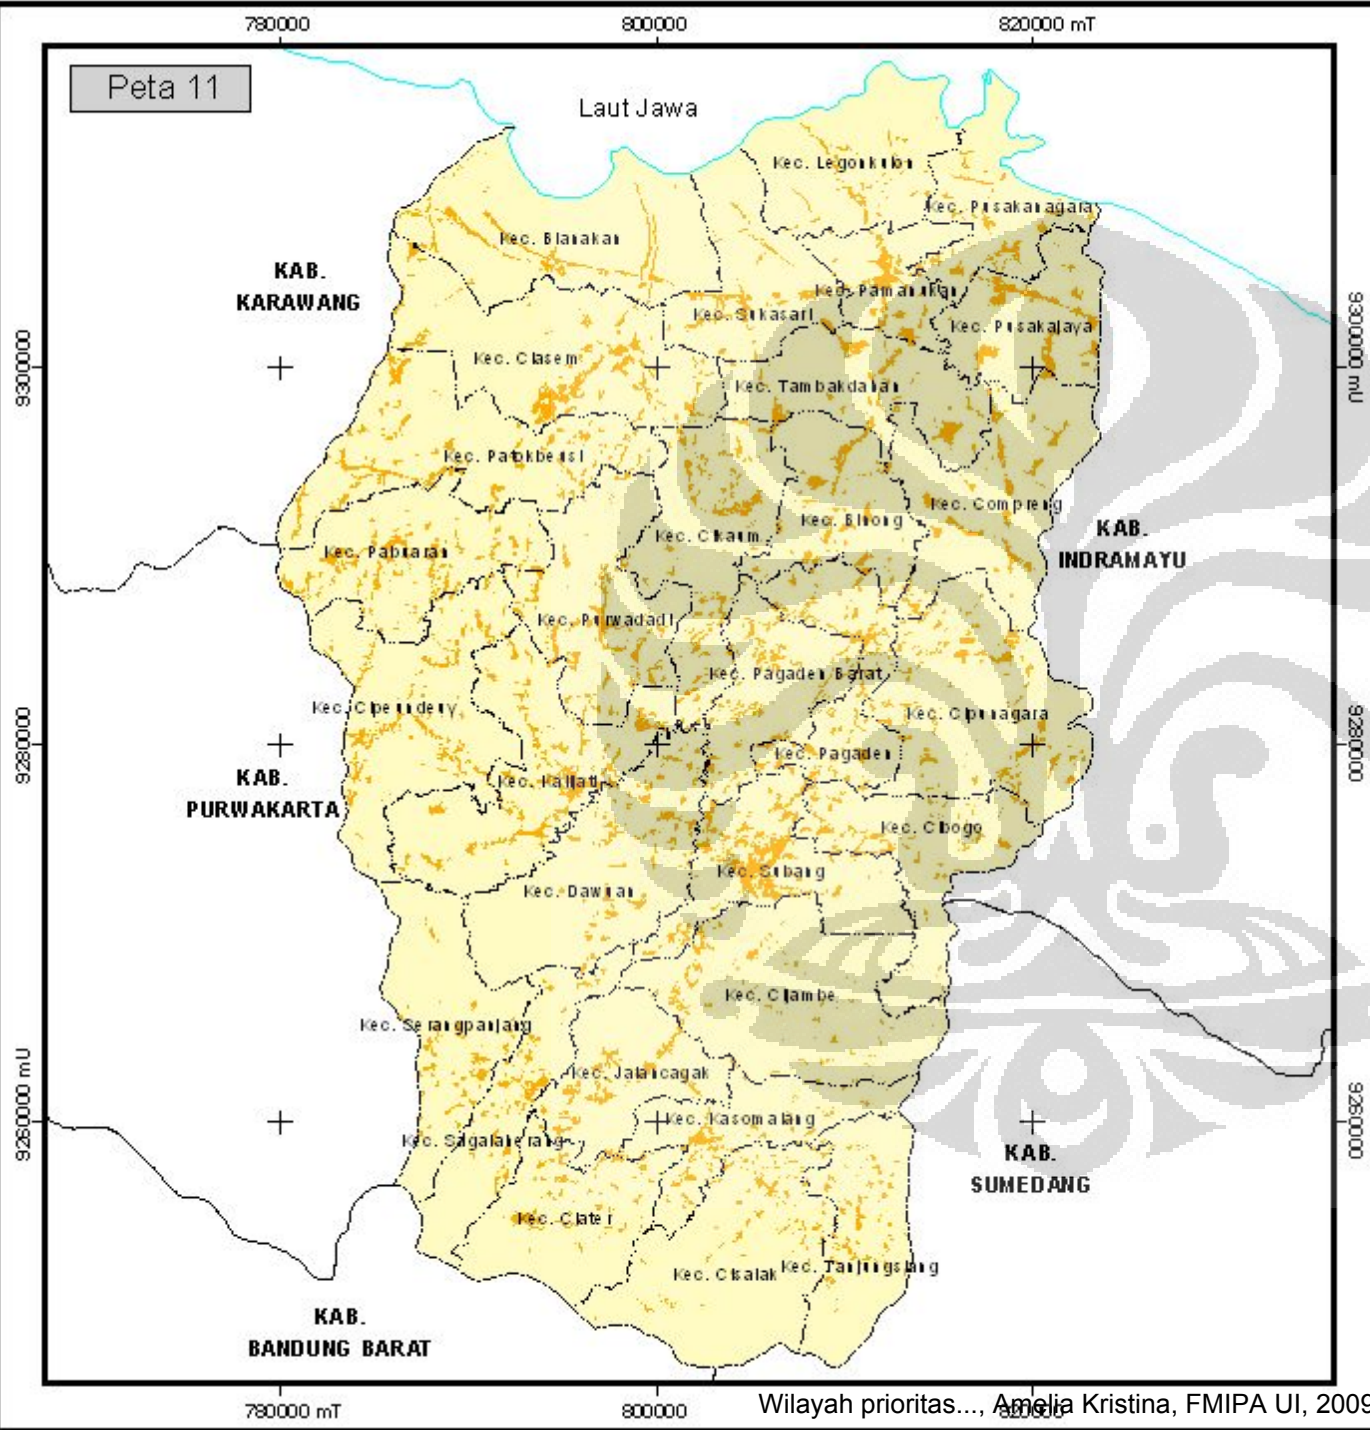 780000 800000 820000 mT
Peta 11
Laut Jawa
Kec. Legonkulon
Kec. Pusakanagara
Kec. Blanakan
KAB.
KARAWANG
Kec. Pamanukan
Kec. Sukasari
Kec. Pusakajaya
9300000
9300000 mU
Kec. Ciasem
Kec. Tambakdahan
Kec. Patokbeusi
Kec. Compreng
Kec. Binong
Kec. Cikaum
KAB.
INDRAMAYU
Kec. Pabuaran
Kec. Purwadadi
Kec. Pagaden Barat
Kec. Cipeundeuy
Kec. Cipunagara
9280000
9280000
Kec. Pagaden
KAB.
PURWAKARTA
Kec. Kalijati
Kec. Cibogo
Kec. Subang
Kec. Dawuan
Kec. Cijambe
Kec. Serangpanjang
Kec. Jalancagak
9260000 mU
9260000
Kec. Kasomalang
Kec. Sagalaherang
KAB.
SUMEDANG
Kec. Ciater
Kec. Cisalak
Kec. Tanjungsiang
KAB.
BANDUNG BARAT
780000 mT 800000 820000
Wilayah prioritas..., Amelia Kristina, FMIPA UI, 2009